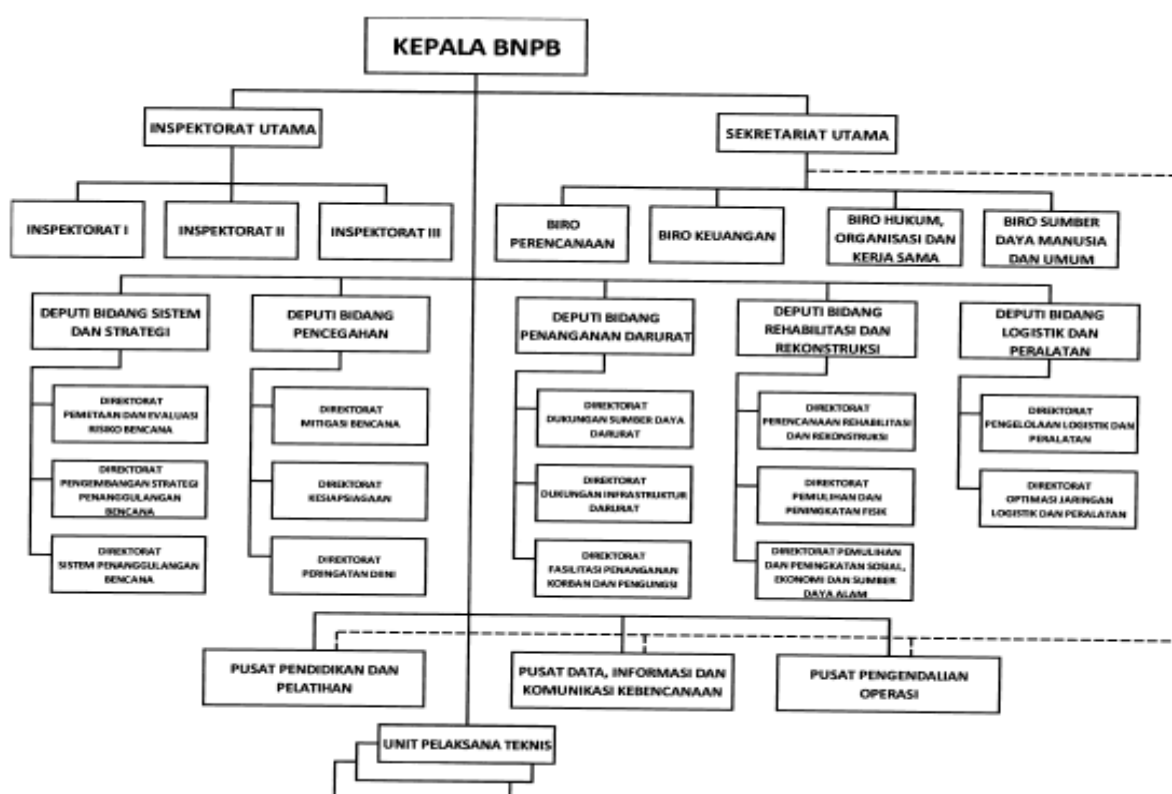 KEPALA BNPB
INSPEKTORAT UTAMA
SEKRETARIAT UTAMA
INSPEKTORAT I
INSPEKTORAT II
INSPEKTORAT III
BIRO
PERENCANAAN
BIRO KEUANGAN
BIRO HUKUM,
ORGANISASI DAN
KERJA SAMA
BIRO SUMBER
DAYA MANUSIA
DAN UMUM
DEPUTI BIDANG SISTEM
DAN STRATEGI
DEPUTI BIDANG
PENCEGAHAN
DEPUTI BIDANG
PENANGANAN DARURAT
DEPUTI BIDANG
REHABILITASI DAN
REKONSTRUKSI
DEPUTI BIDANG
LOGISTIK DAN
PERALATAN
DIREKTORAT
PEMETAAN DAN EVALUASI
RISIKO BENCANA
DIREKTORAT
MITIGASI BENCANA
DIREKTORAT
DUKUNGAN SUMBER DAYA
DARURAT
DIREKTORAT
PERENCANAAN REHABILITASI
DAN REKONSTRUKSI
DIREKTORAT
PENGELOLAAN LOGISTIK DAN
PERALATAN
DIREKTORAT
PENGEMBANGAN STRATEGI
PENANGGULANGAN
BENCANA
DIREKTORAT
KESIAPSIAGAAN
DIREKTORAT
DUKUNGAN INFRASTRUKTUR
DARURAT
DIREKTORAT
PEMULIHAN DAN
PENINGKATAN FISIK
DIREKTORAT
OPTIMASI JARINGAN
LOGISTIK DAN PERALATAN
DIREKTORAT
SISTEM PENANGGULANGAN
BENCANA
DIREKTORAT
PERINGATAN DINI
DIREKTORAT
FASILITASI PENANGANAN
KORBAN DAN PENGUNGSI
DIREKTORAT PEMULIHAN
DAN PENINGKATAN SOSIAL,
EKONOMI DAN SUMBER
DAYA ALAM
PUSAT PENDIDIKAN DAN
PELATIHAN
PUSAT DATA, INFORMASI DAN
KOMUNIKASI KEBENCANAAN
PUSAT PENGENDALIAN
OPERASI
UNIT PELAKSANA TEKNIS